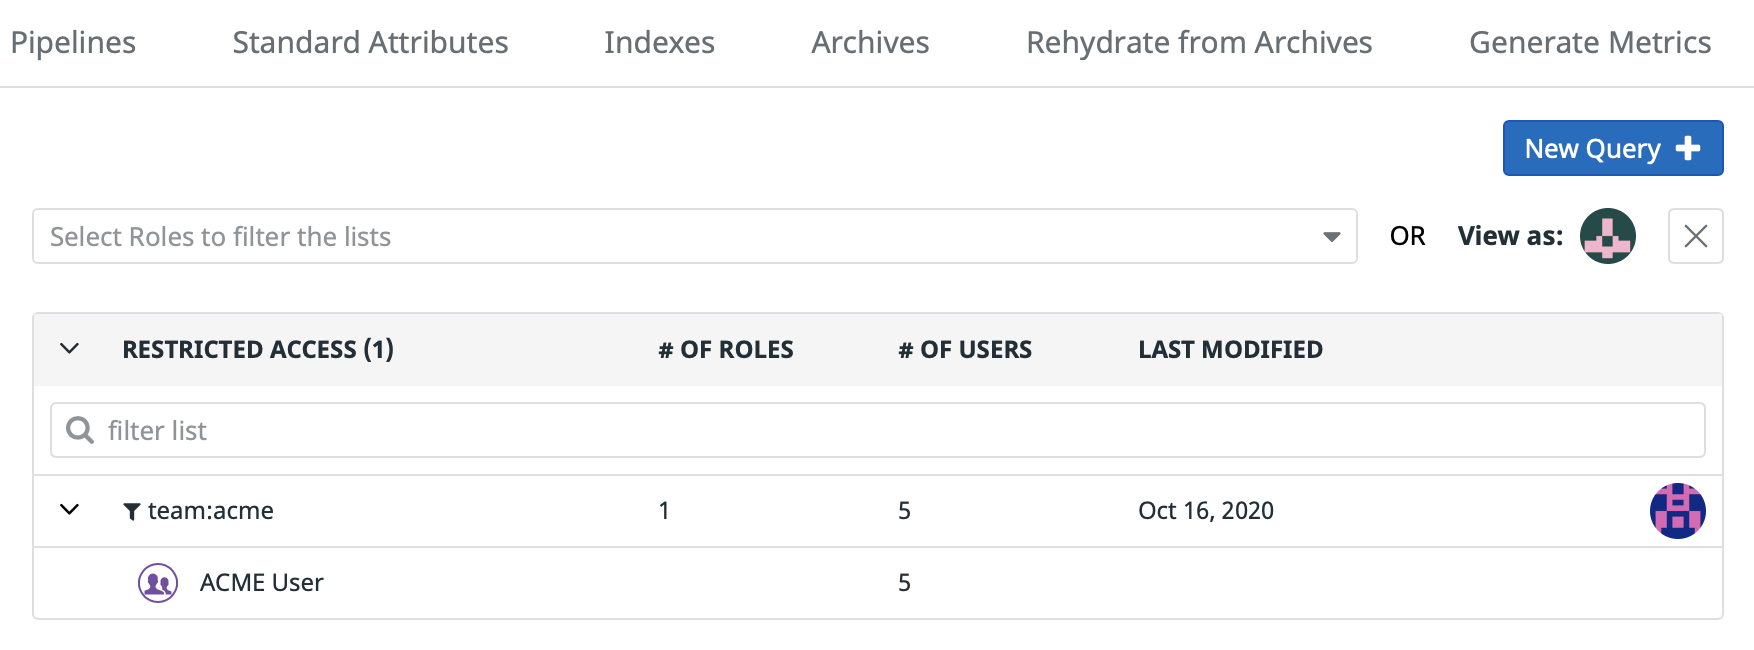 Pipelines Standard Attributes Indexes Archives Rehydrate from Archives Generate Metrics
New Query
Select Roles to filter the lists OR View as:
RESTRICTED ACCESS (1) # OF ROLES # OF USERS LAST MODIFIED
filter list
team:acme 1 5 Oct 16, 2020
ACME User 5